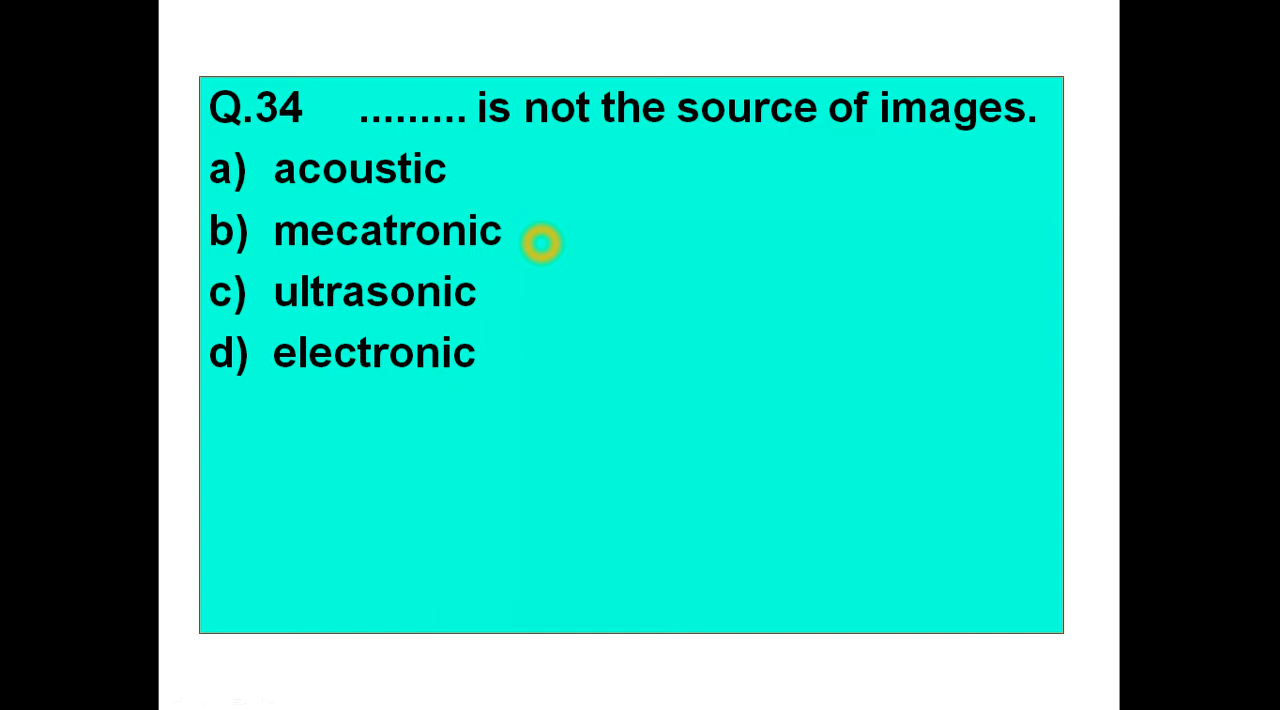 Q.34 ......... is not the source of images.
a) acoustic
b) mecatronic
c) ultrasonic
d) electronic